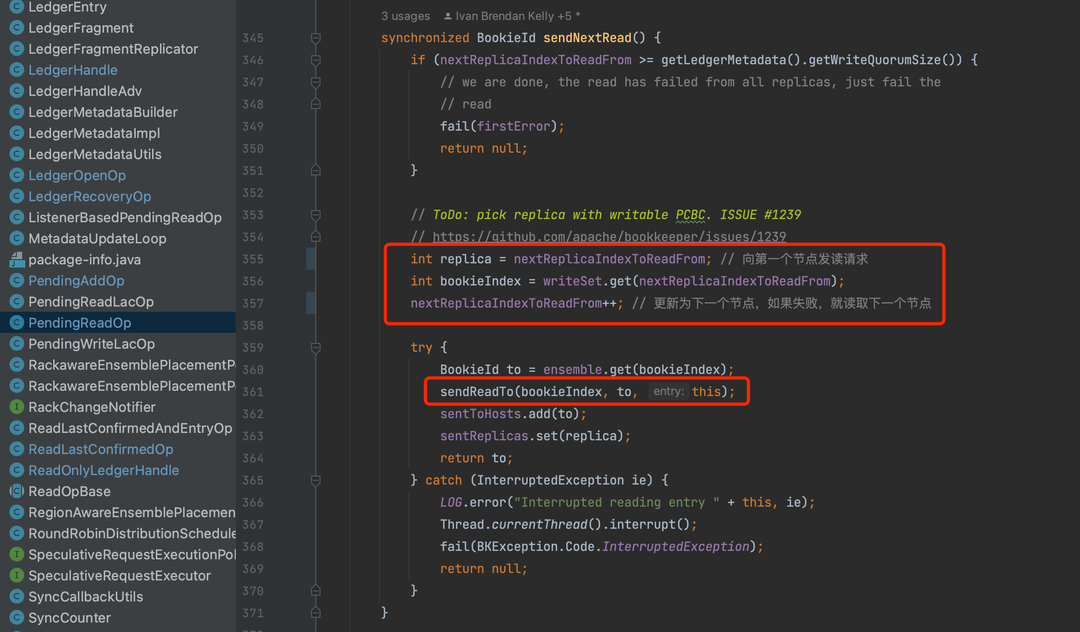 LedgerEntry
LedgerFragment
LedgerFragmentReplicator
LedgerHandle
LedgerHandleAdv
LedgerMetadataBuilder
LedgerMetadataImpl
LedgerMetadataUtils
LedgerOpenOp
LedgerRecoveryOp
ListenerBasedPendingReadOp
MetadataUpdateLoop
package-info.java
PendingAddOp
PendingReadLacOp
PendingReadOp
PendingWriteLacOp
RackawareEnsemblePlacementP
RackawareEnsemblePlacementP
RackChangeNotifier
ReadLastConfirmedAndEntryOp
ReadLastConfirmedOp
ReadOnlyLedgerHandle
ReadOpBase
RegionAwareEnsemblePlacemen
RoundRobinDistributionSchedule
SpeculativeRequestExecutionPol
SpeculativeRequestExecutor
SyncCallbackUtils
SyncCounter
3 usages Ivan Brendan Kelly +5 *
345 synchronized BookieId sendNextRead() {
346 if (nextReplicaIndexToReadFrom >= getLedgerMetadata().getWriteQuorumSize()) {
347 // we are done, the read has failed from all replicas, just fail the
348 // read
349 fail(firstError);
350 return null;
351 }
352
353 // ToDo: pick replica with writable PCBC. ISSUE #1239
354 // https://github.com/apache/bookkeeper/issues/1239
355 int replica = nextReplicaIndexToReadFrom; // 向第一个节点发读请求
356 int bookieIndex = writeSet.get(nextReplicaIndexToReadFrom);
357 nextReplicaIndexToReadFrom++; // 更新为下一个节点，如果失败，就读取下一个节点
358
359 try {
360 BookieId to = ensemble.get(bookieIndex);
361 sendReadTo(bookieIndex, to, entry: this);
362 sentToHosts.add(to);
363 sentReplicas.set(replica);
364 return to;
365 } catch (InterruptedException ie) {
366 LOG.error("Interrupted reading entry " + this, ie);
367 Thread.currentThread().interrupt();
368 fail(BKException.Code.InterruptedException);
369 return null;
370 }
371 }